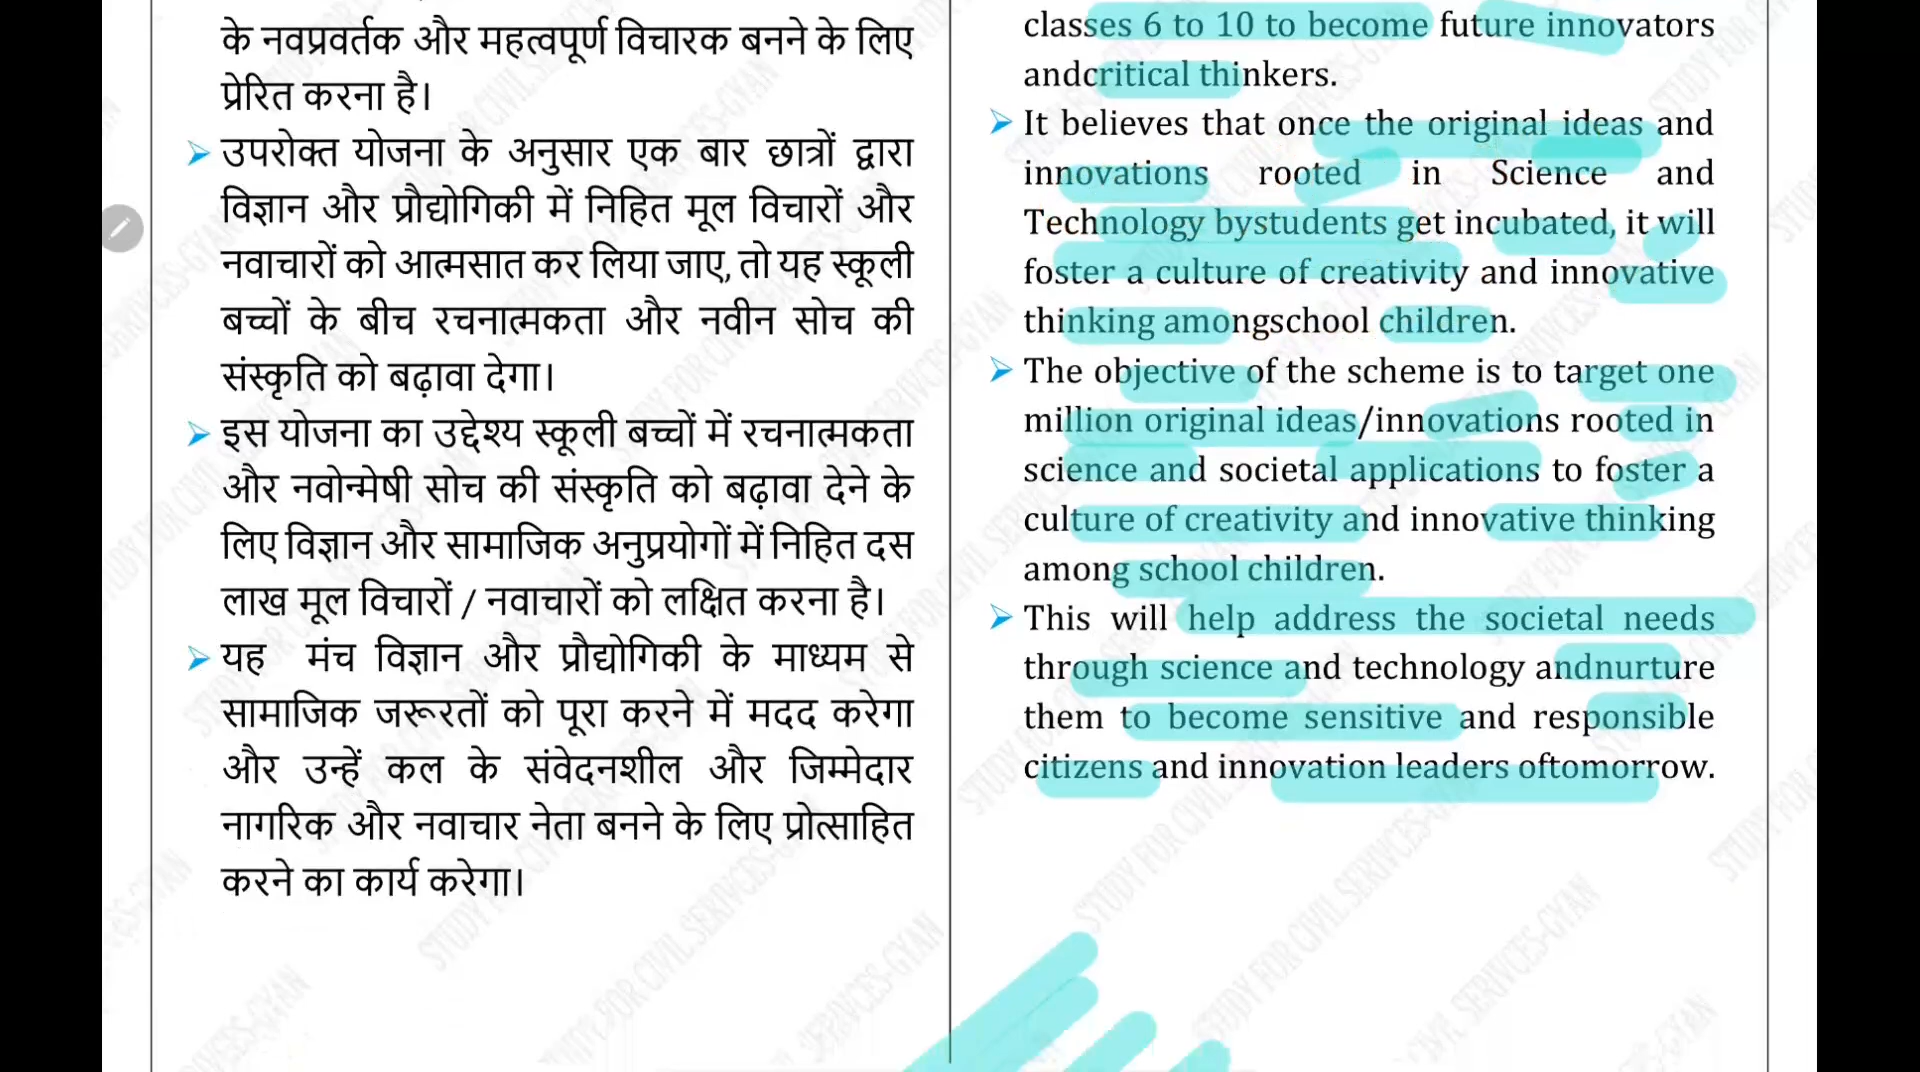 के नवप्रवर्तक और महत्वपूर्ण विचारक बनने के लिए
प्रेरित करना है।
उपरोक्त योजना के अनुसार एक बार छात्रों द्वारा
विज्ञान और प्रौद्योगिकी में निहित मूल विचारों और
नवाचारों को आत्मसात कर लिया जाए, तो यह स्कूली
बच्चों के बीच रचनात्मकता और नवीन सोच की
संस्कृति को बढ़ावा देगा।
इस योजना का उद्देश्य स्कूली बच्चों में रचनात्मकता
और नवोन्मेषी सोच की संस्कृति को बढ़ावा देने के
लिए विज्ञान और सामाजिक अनुप्रयोगों में निहित दस
लाख मूल विचारों / नवाचारों को लक्षित करना है।
यह मंच विज्ञान और प्रौद्योगिकी के माध्यम से
सामाजिक जरूरतों को पूरा करने में मदद करेगा
और उन्हें कल के संवेदनशील और जिम्मेदार
नागरिक और नवाचार नेता बनने के लिए प्रोत्साहित
करने का कार्य करेगा।
classes 6 to 10 to become future innovators
andcritical thinkers.
It believes that once the original ideas and
innovations rooted in Science and
Technology bystudents get incubated, it will
foster a culture of creativity and innovative
thinking amongschool children.
The objective of the scheme is to target one
million original ideas/innovations rooted in
science and societal applications to foster a
culture of creativity and innovative thinking
among school children.
This will help address the societal needs
through science and technology andnurture
them to become sensitive and responsible
citizens and innovation leaders oftomorrow.
STUDY FOR CIVIL SERIVCES-GYAN